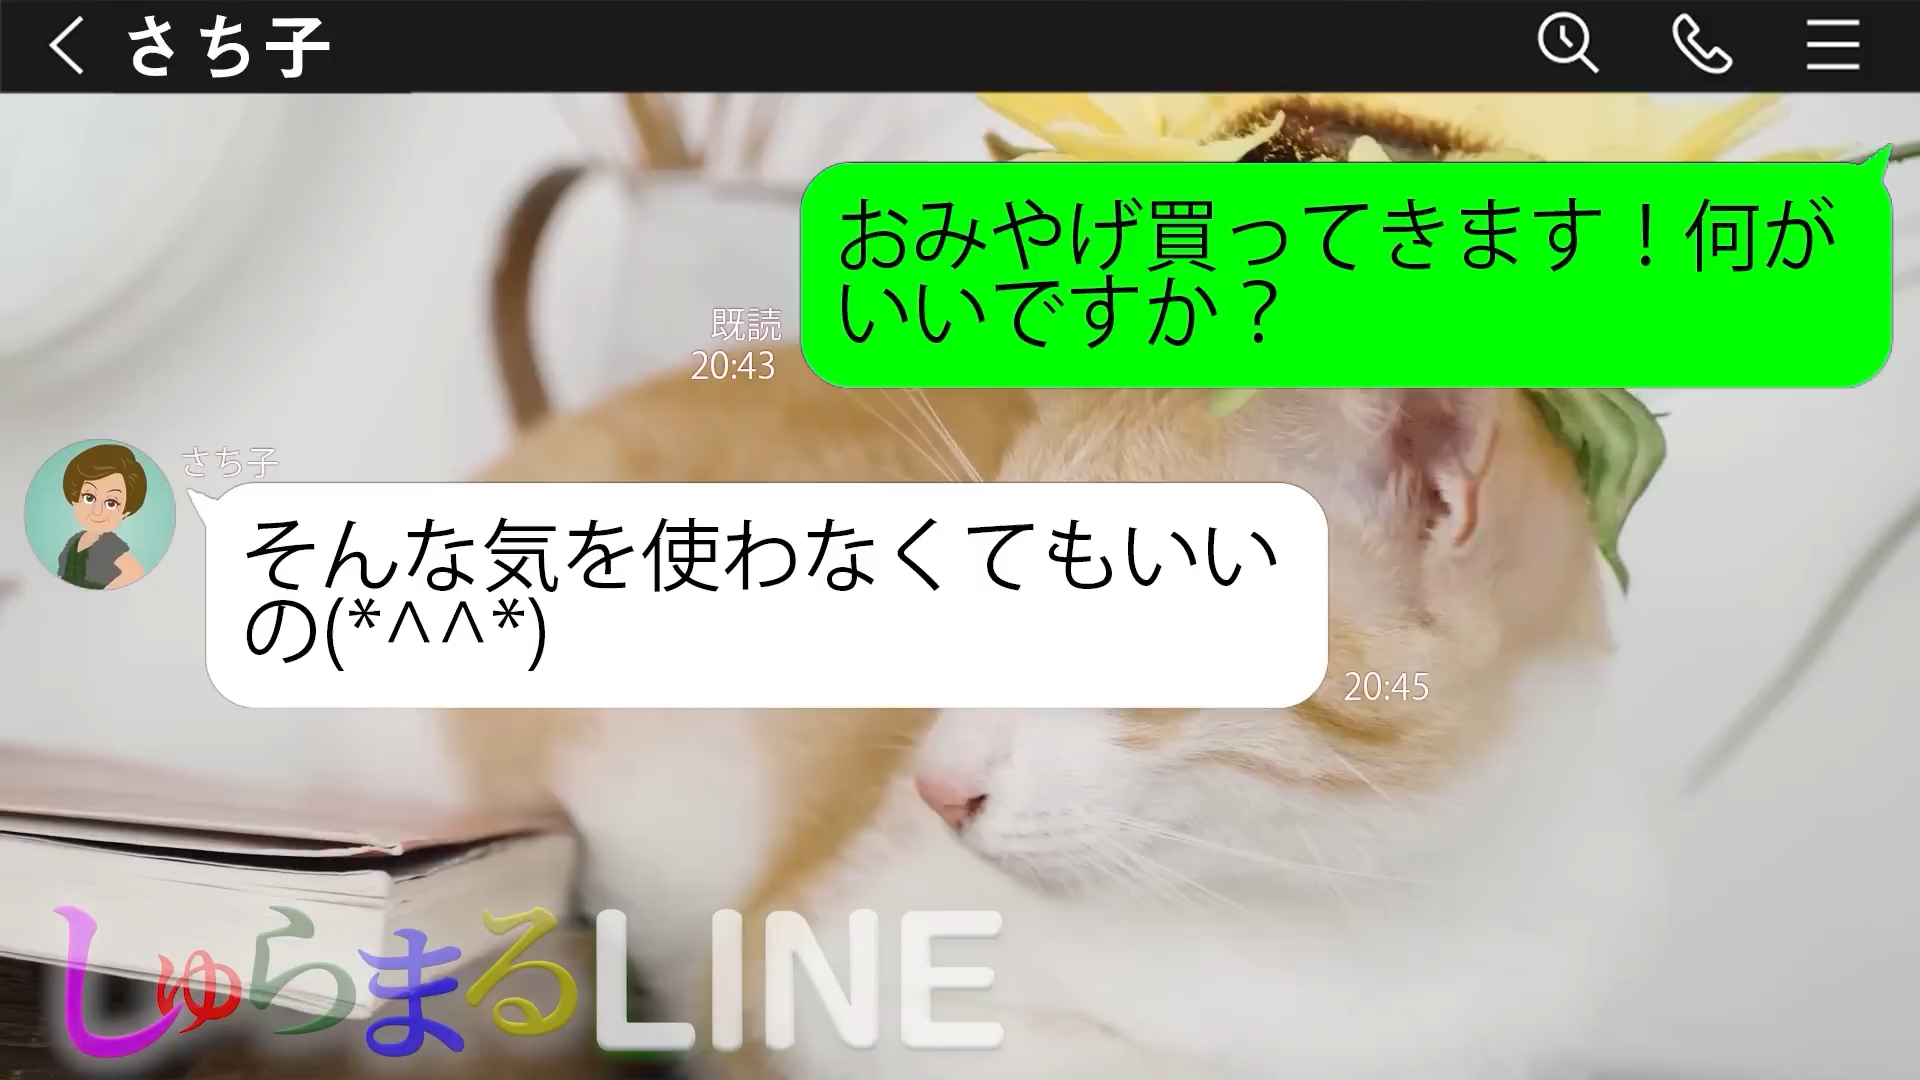 さち子
おみやげ買ってきます！何が
いいですか？
既読
20:43
さち子
そんな気を使わなくてもいい
の(*^^*)
20:45
しゅらまるLINE